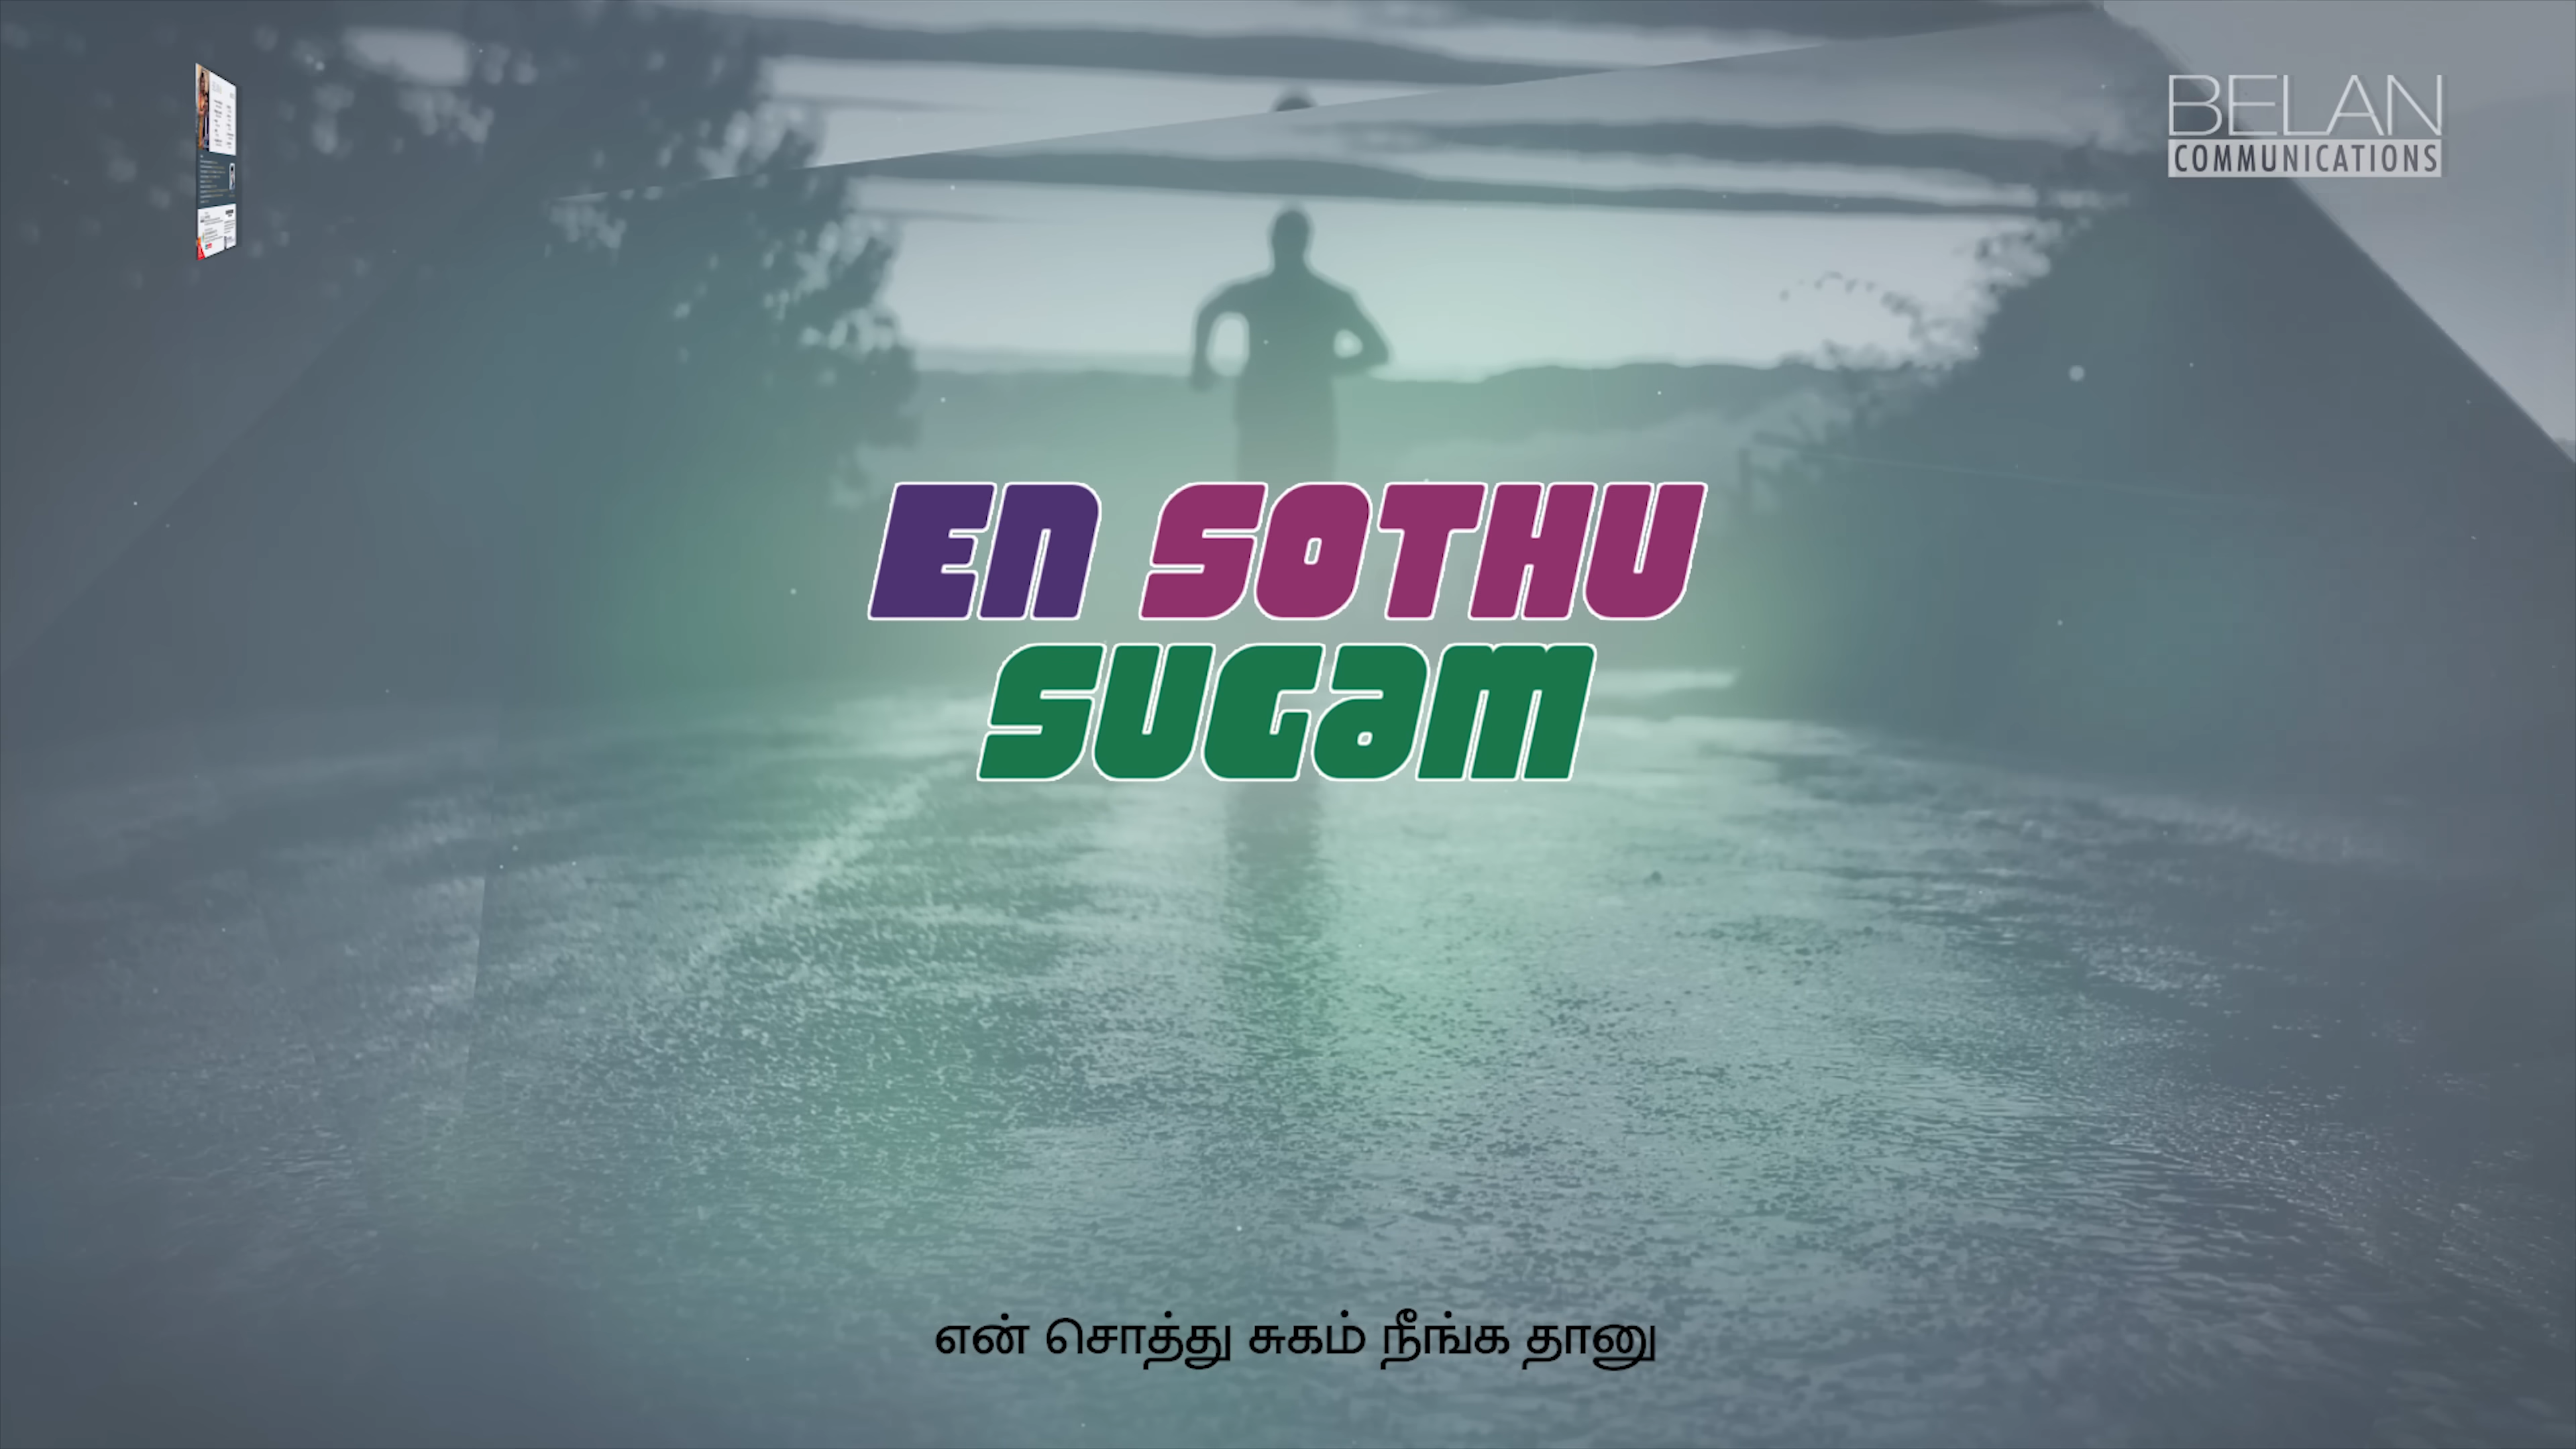 BELAN
COMMUNICATIONS
EN SOTHU
SUGAM
என் சொத்து சுகம் நீங்க தானு